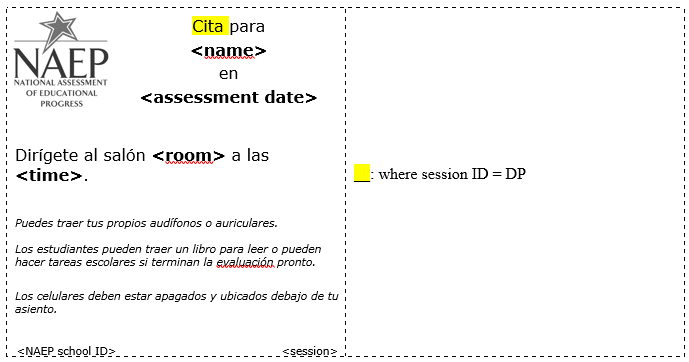 NAEP
NATIONAL ASSESSMENT
OF EDUCATIONAL
PROGRESS
Cita para
<name>
en
<assessment date>
Dirígete al salón <room> a las
<time>.
Puedes traer tus propios audífonos o auriculares.
Los estudiantes pueden traer un libro para leer o pueden
hacer tareas escolares si terminan la evaluación pronto.
Los celulares deben estar apagados y ubicados debajo de tu
asiento.
<NAEP school ID> <session>
__: where session ID = DP